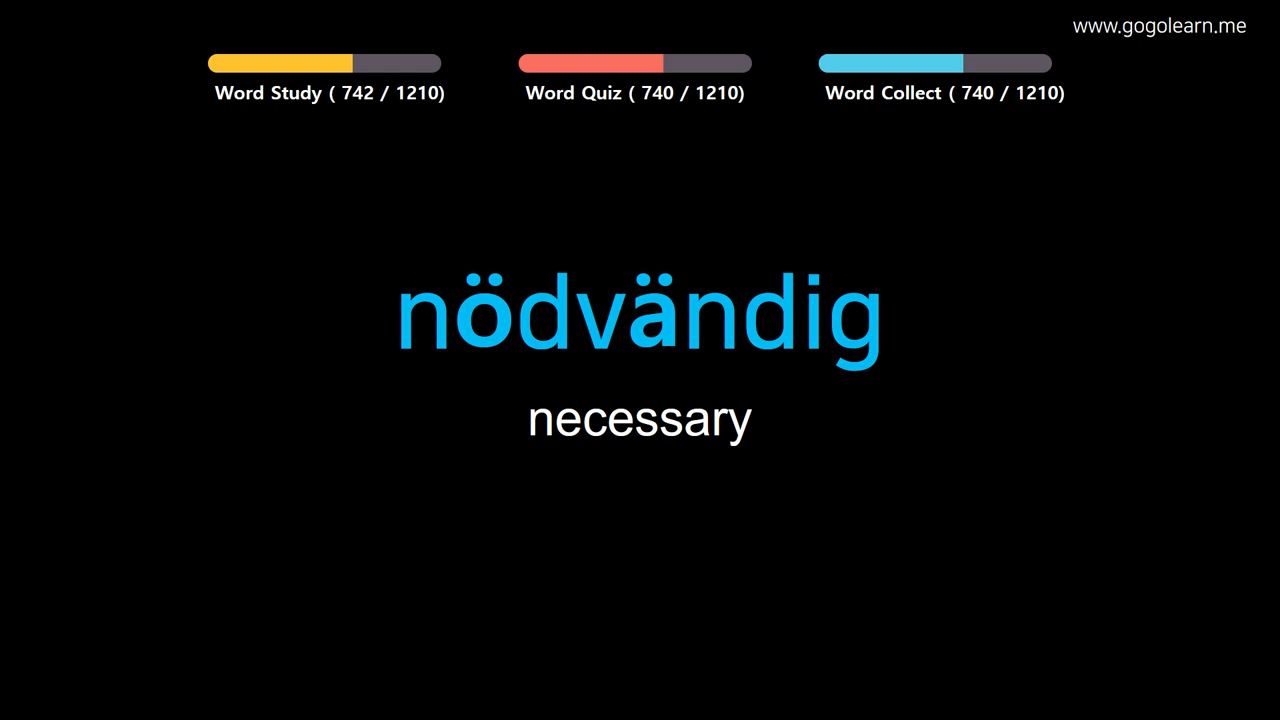 www.gogolearn.me
Word Study ( 742 / 1210)
Word Quiz ( 740 / 1210)
Word Collect ( 740 / 1210)
nödvändig
necessary